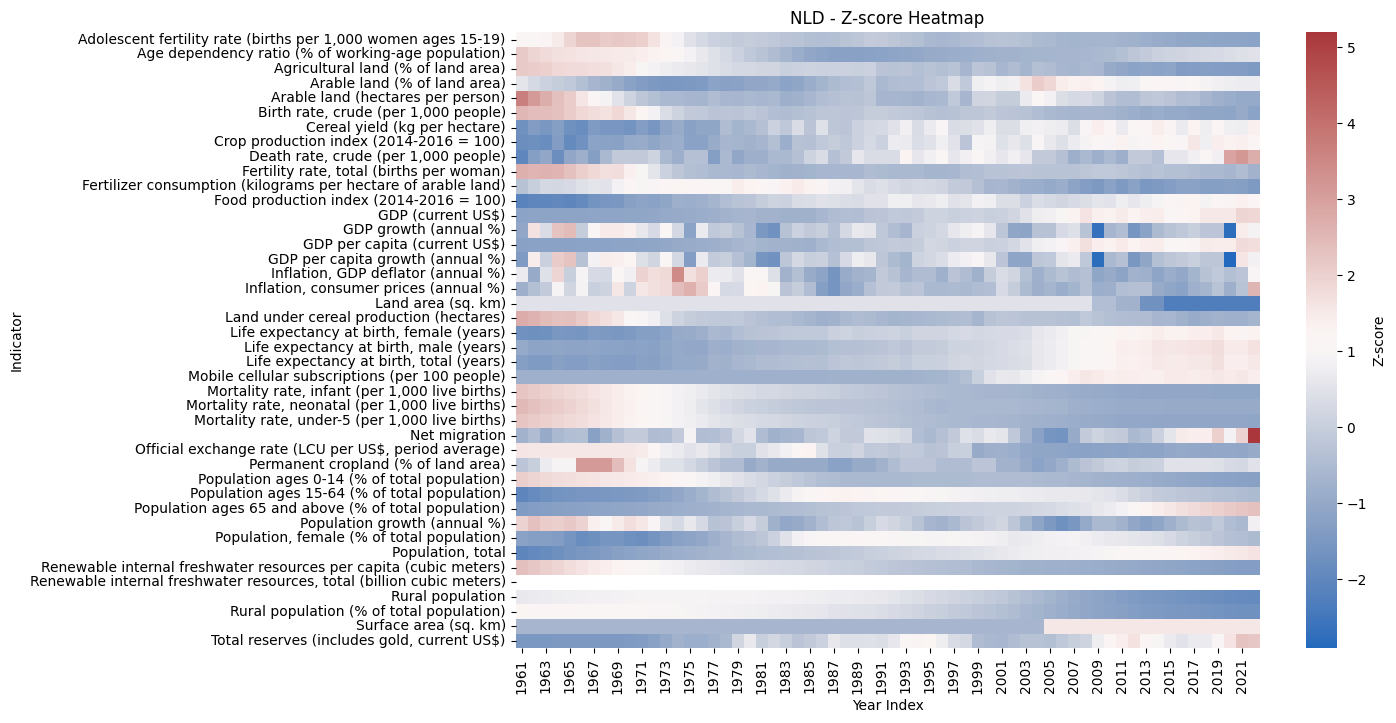 NLD - Z-score Heatmap
Adolescent fertility rate (births per 1,000 women ages 15-19)
Age dependency ratio (% of working-age population)
Agricultural land (% of land area)
Arable land (% of land area)
Arable land (hectares per person)
Birth rate, crude (per 1,000 people)
Cereal yield (kg per hectare)
Crop production index (2014-2016 = 100)
Death rate, crude (per 1,000 people)
Fertility rate, total (births per woman)
Fertilizer consumption (kilograms per hectare of arable land)
Food production index (2014-2016 = 100)
GDP (current US$)
GDP growth (annual %)
GDP per capita (current US$)
GDP per capita growth (annual %)
Inflation, GDP deflator (annual %)
Inflation, consumer prices (annual %)
Land area (sq. km)
Land under cereal production (hectares)
Life expectancy at birth, female (years)
Life expectancy at birth, male (years)
Life expectancy at birth, total (years)
Mobile cellular subscriptions (per 100 people)
Mortality rate, infant (per 1,000 live births)
Mortality rate, neonatal (per 1,000 live births)
Mortality rate, under-5 (per 1,000 live births)
Net migration
Official exchange rate (LCU per US$, period average)
Permanent cropland (% of land area)
Population ages 0-14 (% of total population)
Population ages 15-64 (% of total population)
Population ages 65 and above (% of total population)
Population growth (annual %)
Population, female (% of total population)
Population, total
Renewable internal freshwater resources per capita (cubic meters)
Renewable internal freshwater resources, total (billion cubic meters)
Rural population
Rural population (% of total population)
Surface area (sq. km)
Total reserves (includes gold, current US$)
Indicator
1961 1963 1965 1967 1969 1971 1973 1975 1977 1979 1981 1983 1985 1987 1989 1991 1993 1995 1997 1999 2001 2003 2005 2007 2009 2011 2013 2015 2017 2019 2021
Year Index
5
4
3
2
1
0
−1
−2
Z-score